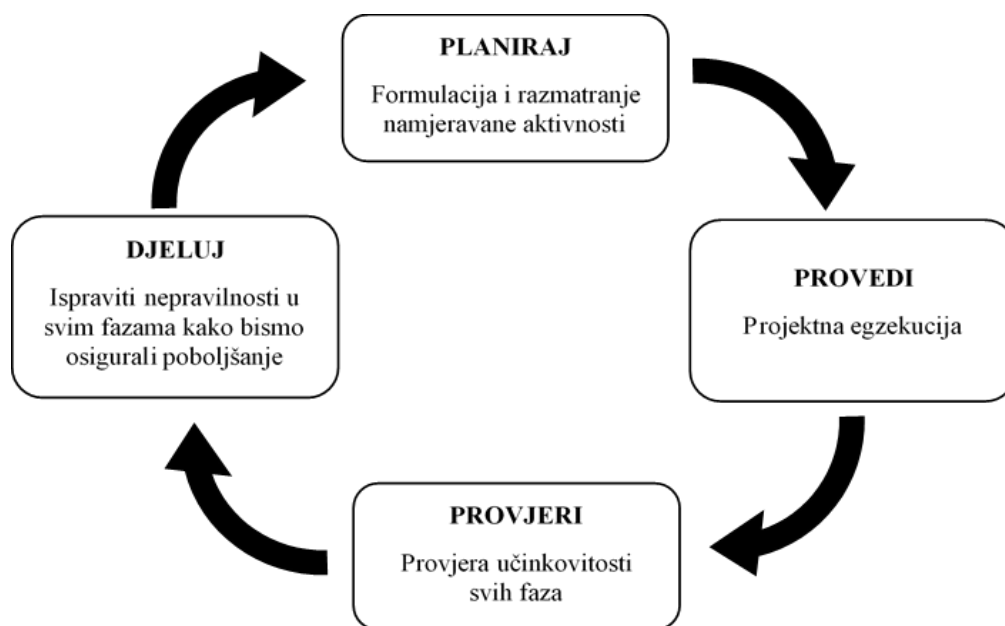 PLANIRAJ
Formulacija i razmatranje
namjeravane aktivnosti
PROVEDI
Projektna egzekucija
PROVJERI
Provjera učinkovitosti
svih faza
DJELUJ
Ispraviti nepravilnosti u
svim fazama kako bismo
osigurali poboljšanje